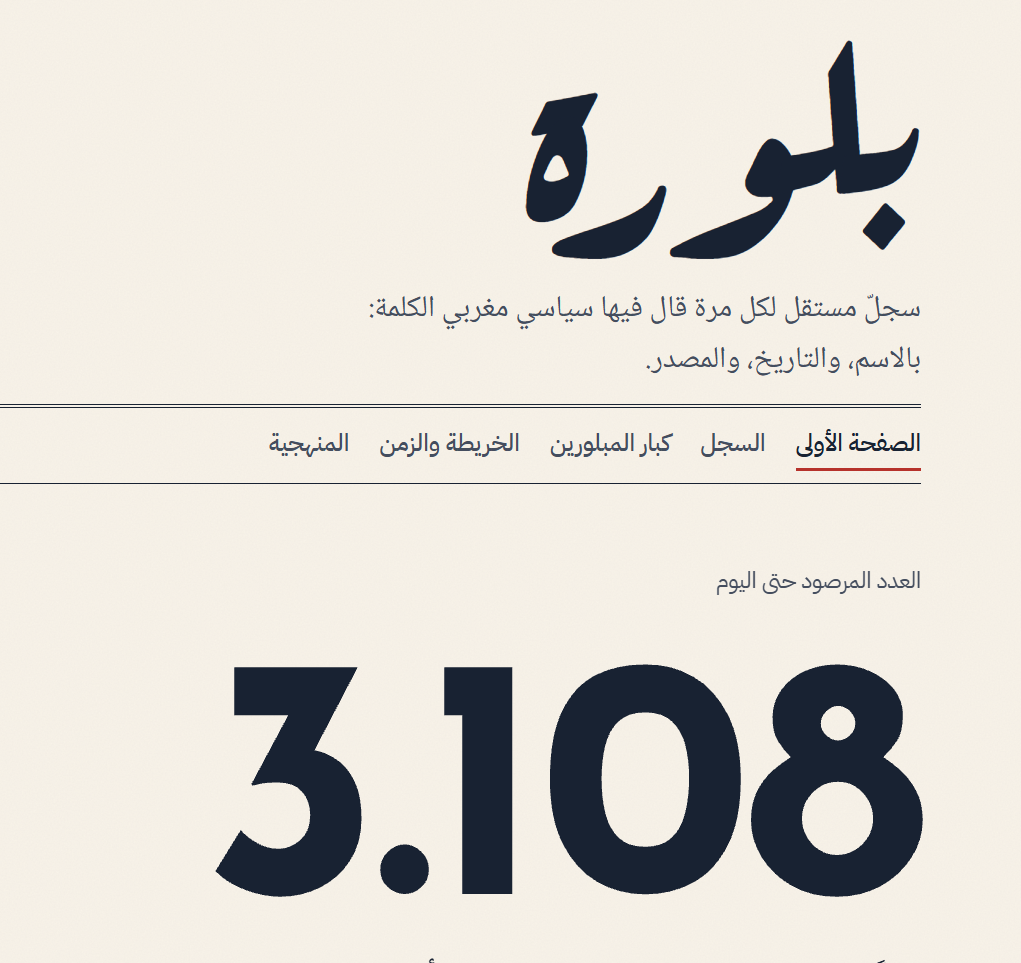 بلورة
سجلّ مستقل لكل مرة قال فيها سياسي مغربي الكلمة:
بالاسم، والتاريخ، والمصدر.
الصفحة الأولى السجل كبار المبلورين الخريطة والزمن المنهجية
العدد المرصود حتى اليوم
3.108